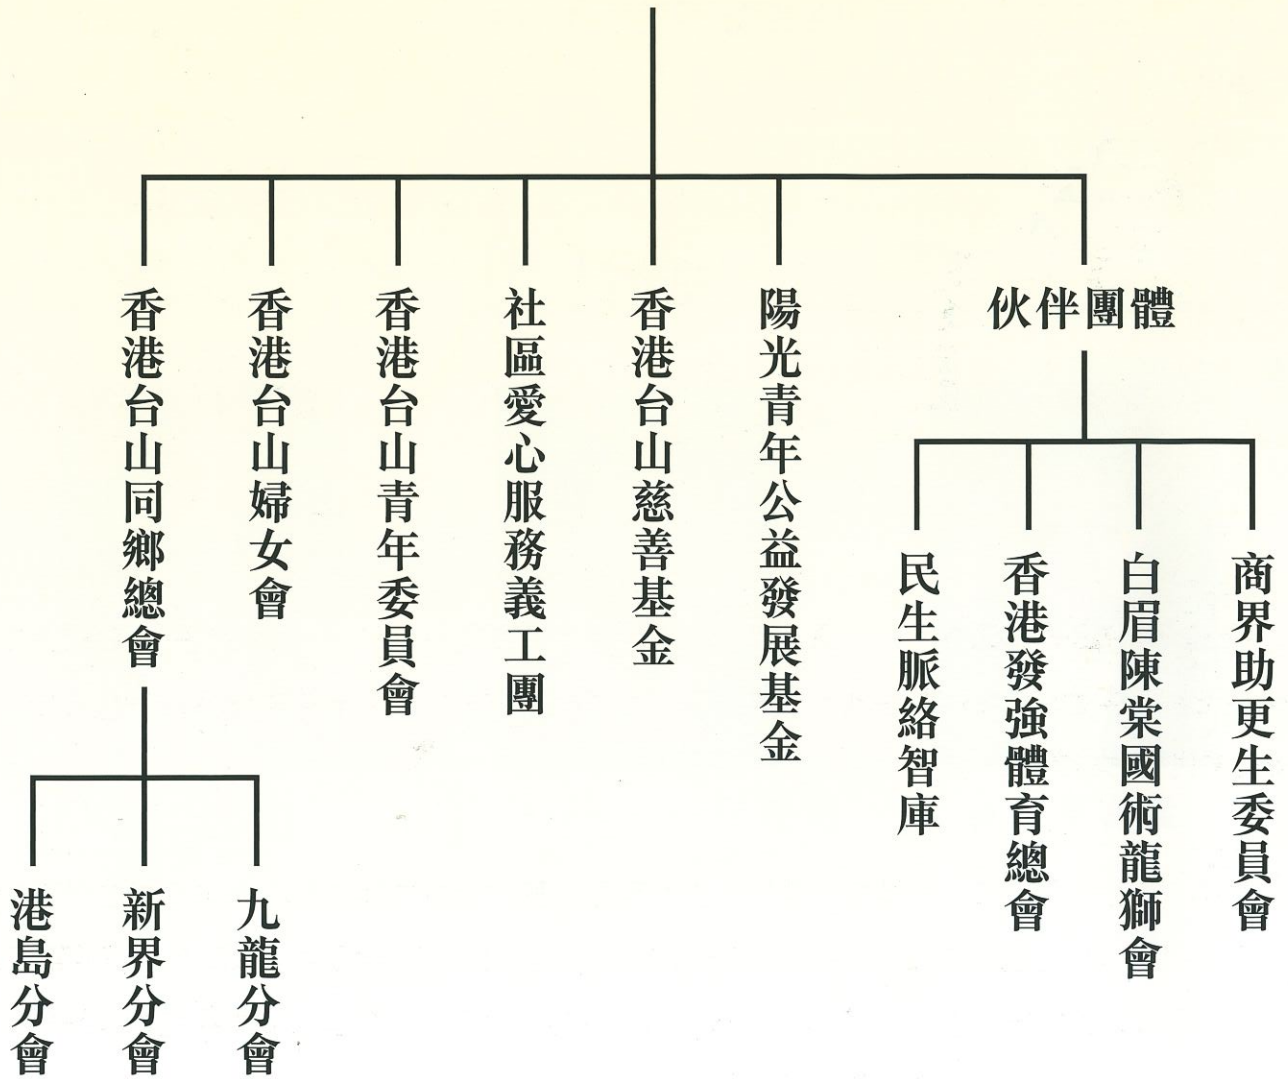 香港台山同鄉總會
香港台山婦女會
香港台山青年委員會
社區愛心服務義工團
香港台山慈善基金
陽光青年公益發展基金
伙伴團體
民生脈絡智庫
香港發強體育總會
白眉陳棠國術龍獅會
商界助更生委員會
港島分會
新界分會
九龍分會